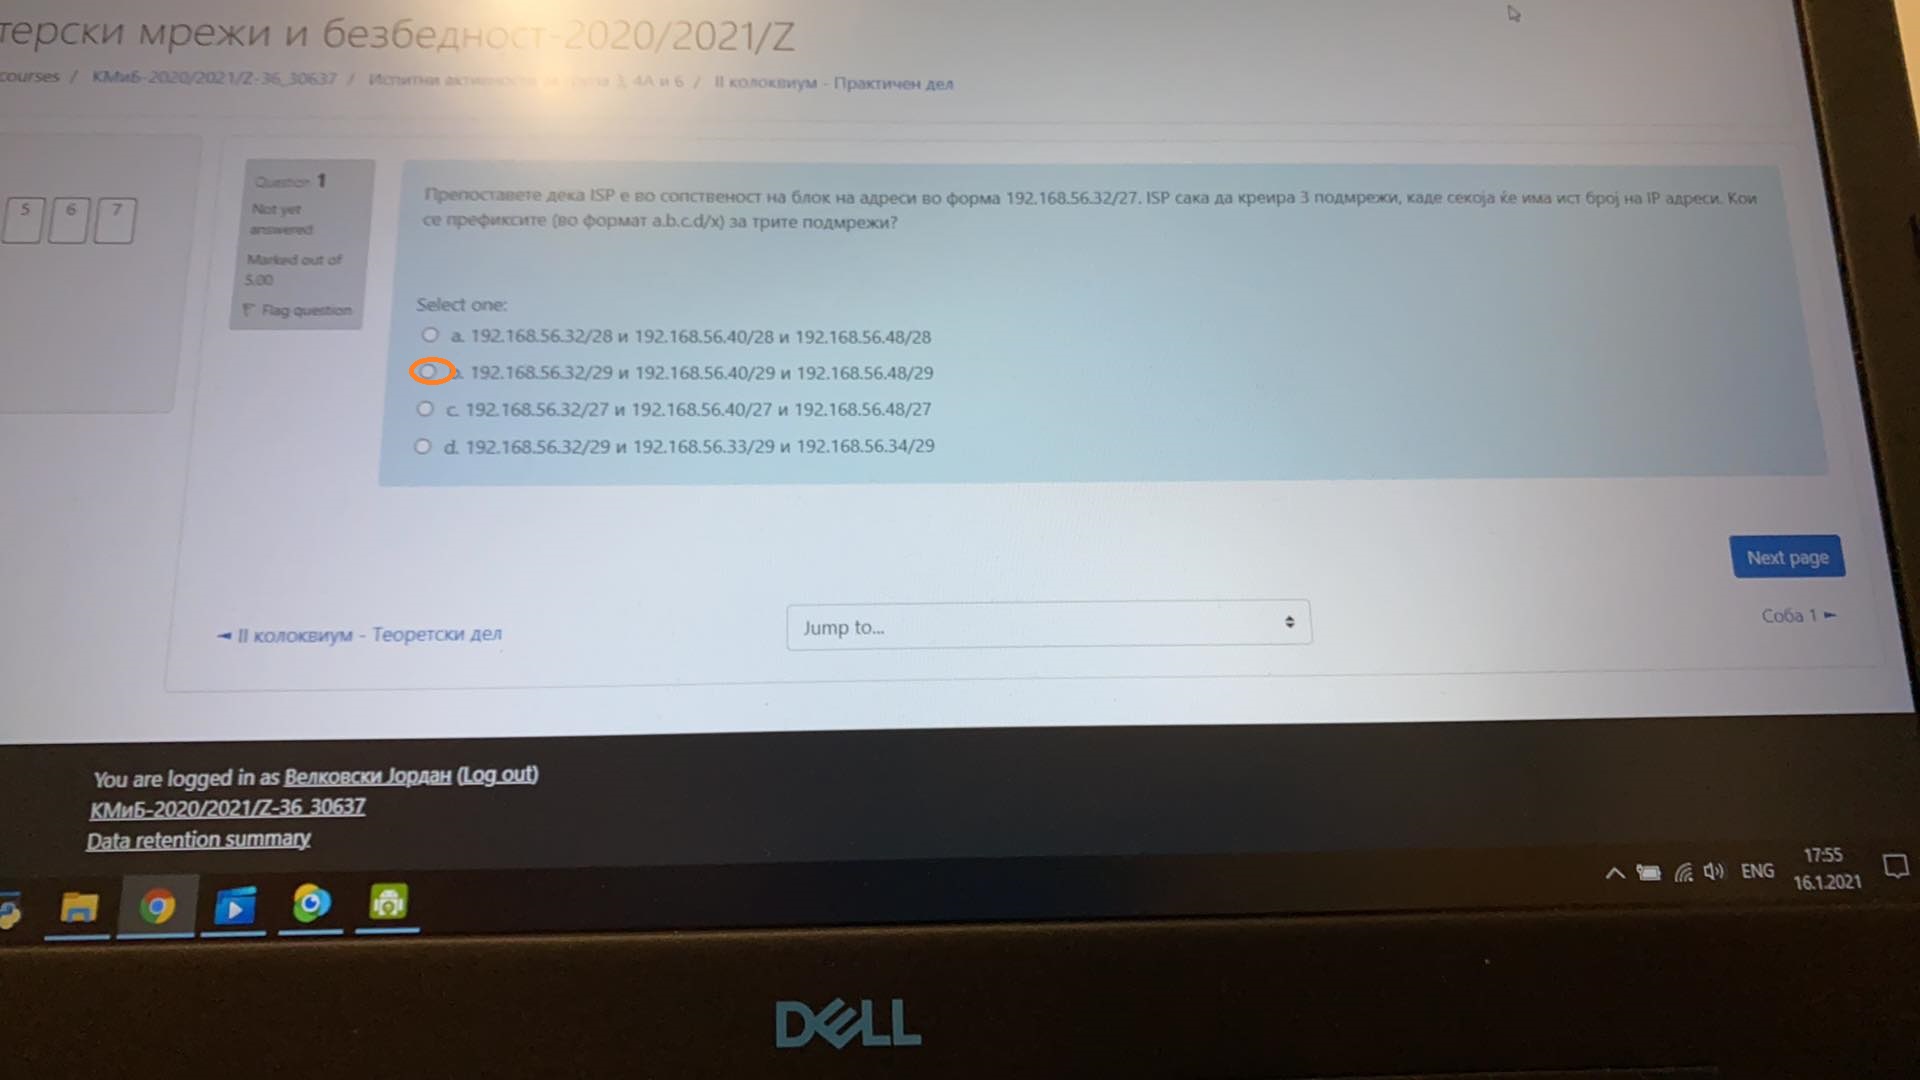 терски мрежи и безбедност-2020/2021/Z
courses / КМиБ-2020/2021/Z-36_30637 / Испитни активности за група 3, 4А и 6 / II колоквиум - Практичен дел
5 6 7
Question 1
Not yet
answered
Marked out of
5.00
Flag question
Препоставете дека ISP е во сопственост на блок на адреси во форма 192.168.56.32/27. ISP сака да креира 3 подмрежи, каде секоја ќе има ист број на IP адреси. Кои
се префиксите (во формат a.b.c.d/x) за трите подмрежи?
Select one:
a. 192.168.56.32/28 и 192.168.56.40/28 и 192.168.56.48/28
b. 192.168.56.32/29 и 192.168.56.40/29 и 192.168.56.48/29
c. 192.168.56.32/27 и 192.168.56.40/27 и 192.168.56.48/27
d. 192.168.56.32/29 и 192.168.56.33/29 и 192.168.56.34/29
Next page
◄ II колоквиум - Теоретски дел
Jump to...
Соба 1 ►
You are logged in as Велковски Јордан (Log out)
КМиБ-2020/2021/Z-36_30637
Data retention summary
ENG
17:55
16.1.2021
DELL